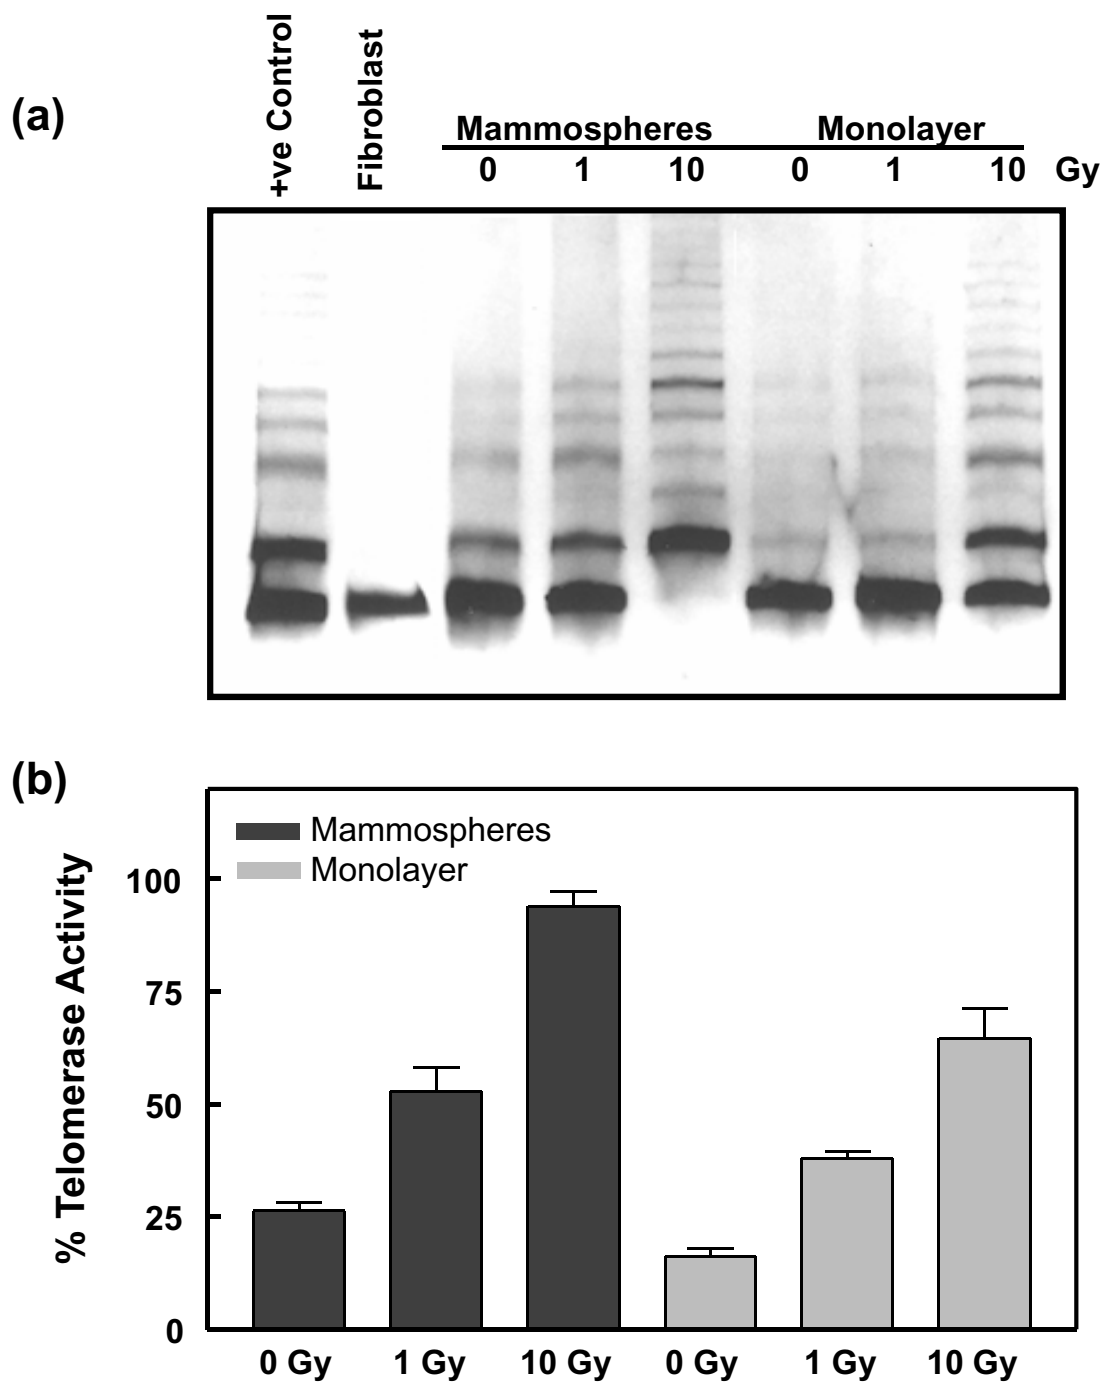 (a)
+ve Control
Fibroblast
Mammospheres
Monolayer
0 1 10 0 1 10 Gy
(b)
% Telomerase Activity
Mammospheres
Monolayer
100
75
50
25
0
0 Gy 1 Gy 10 Gy 0 Gy 1 Gy 10 Gy